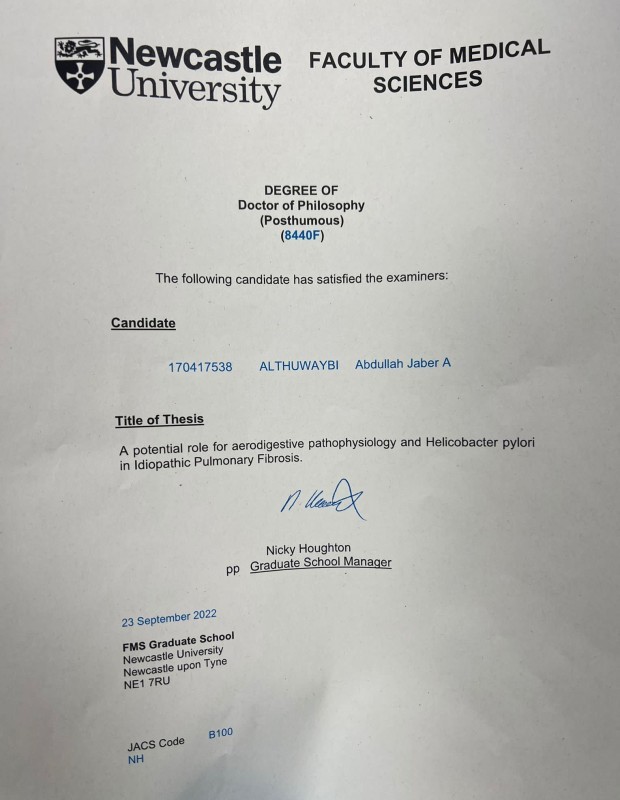 Newcastle
University
FACULTY OF MEDICAL
SCIENCES
DEGREE OF
Doctor of Philosophy
(Posthumous)
(8440F)
The following candidate has satisfied the examiners:
Candidate
170417538 ALTHUWAYBI Abdullah Jaber A
Title of Thesis
A potential role for aerodigestive pathophysiology and Helicobacter pylori
in Idiopathic Pulmonary Fibrosis.
Nicky Houghton
pp Graduate School Manager
23 September 2022
FMS Graduate School
Newcastle University
Newcastle upon Tyne
NE1 7RU
JACS Code B100
NH